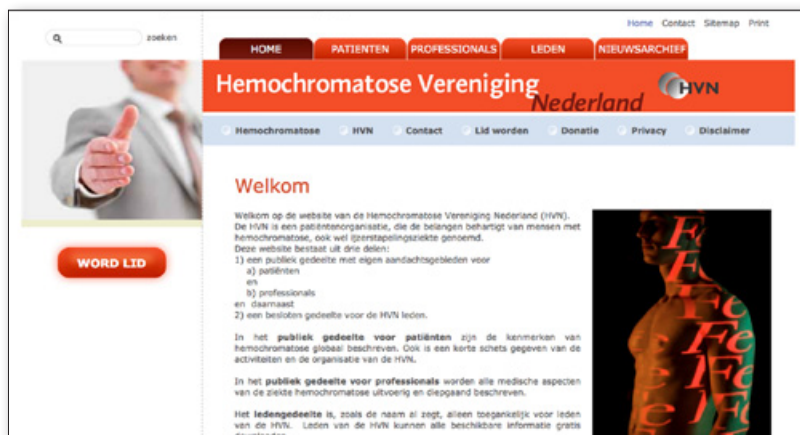 Home Contact Sitemap Print
zoeken
HOME PATIENTEN PROFESSIONALS LEDEN NIEUWSARCHIEF
Hemochromatose Vereniging
Nederland
HVN
Hemochromatose HVN Contact Lid worden Donatie Privacy Disclaimer
Welkom
Welkom op de website van de Hemochromatose Vereniging Nederland (HVN).
De HVN is een patiëntenorganisatie, die de belangen behartigt van mensen met
hemochromatose, ook wel ijzerstapelingsziekte genoemd.
Deze website bestaat uit drie delen:
1) een publiek gedeelte met eigen aandachtsgebieden voor
a) patiënten
en
b) professionals
en daarnaast
2) een besloten gedeelte voor de HVN leden.
WORD LID
In het publiek gedeelte voor patiënten zijn de kenmerken van
hemochromatose globaal beschreven. Ook is een korte schets gegeven van de
activiteiten en de organisatie van de HVN.
In het publiek gedeelte voor professionals worden alle medische aspecten
van de ziekte hemochromatose uitvoerig en diepgaand beschreven.
Het ledengedeelte is, zoals de naam al zegt, alleen toegankelijk voor leden
van de HVN. Leden van de HVN kunnen alle beschikbare informatie gratis
Fe
Fe
Fe
Fe